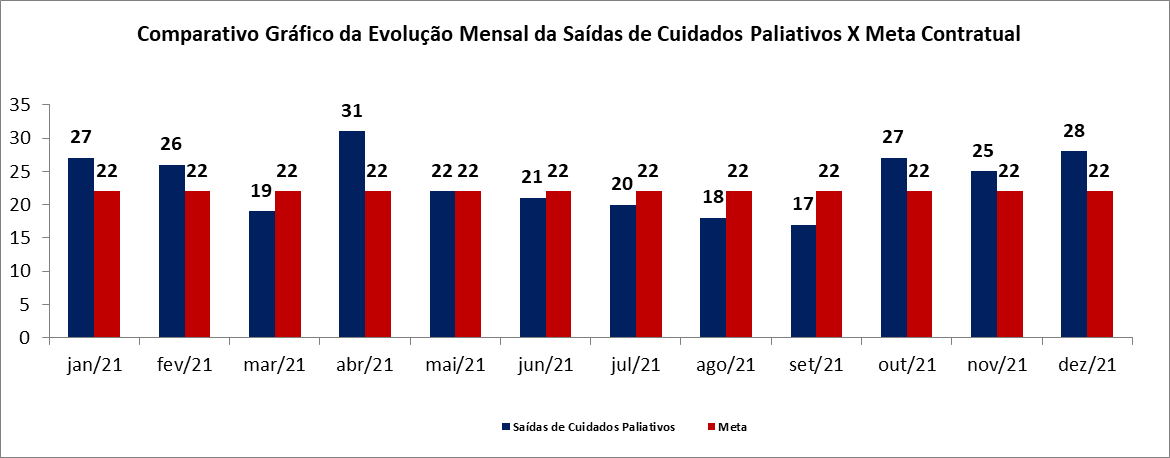 Comparativo Gráfico da Evolução Mensal da Saídas de Cuidados Paliativos X Meta Contratual
35
30
25
20
15
10
5
0
27 22 26 22 19 22 31 22 22 22 21 22 20 22 18 22 17 22 27 22 25 22 28 22
jan/21 fev/21 mar/21 abr/21 mai/21 jun/21 jul/21 ago/21 set/21 out/21 nov/21 dez/21
Saídas de Cuidados Paliativos Meta